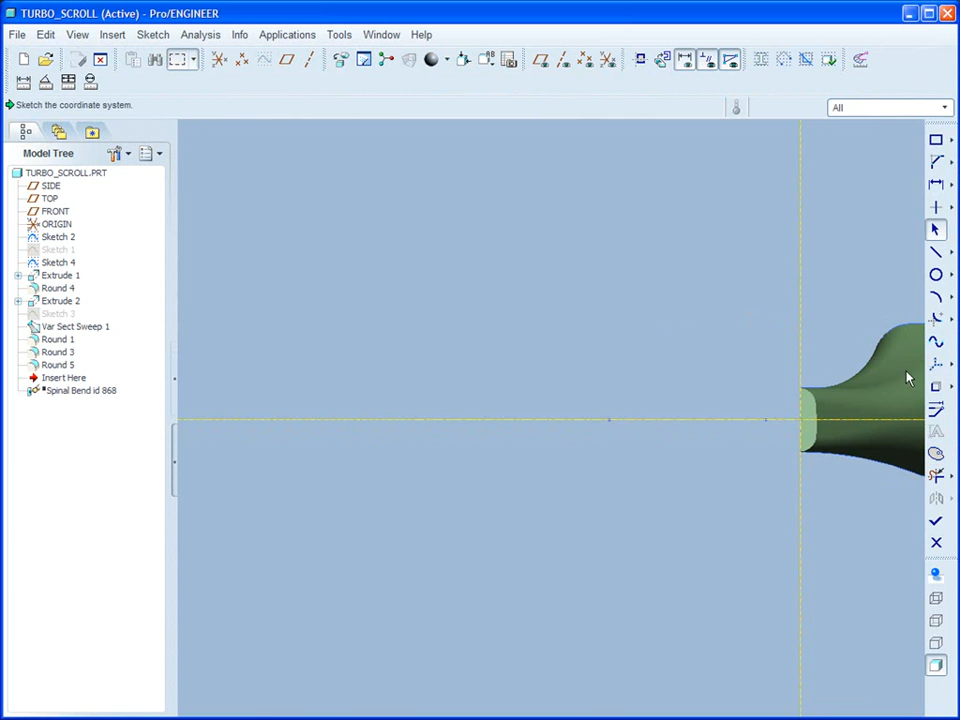 TURBO_SCROLL (Active) - Pro/ENGINEER
File Edit View Insert Sketch Analysis Info Applications Tools Window Help
Sketch the coordinate system.
All
Model Tree
TURBO_SCROLL.PRT
SIDE
TOP
FRONT
ORIGIN
Sketch 2
Sketch 1
Sketch 4
Extrude 1
Round 4
Extrude 2
Sketch 3
Var Sect Sweep 1
Round 1
Round 3
Round 5
Insert Here
*Spinal Bend id 868